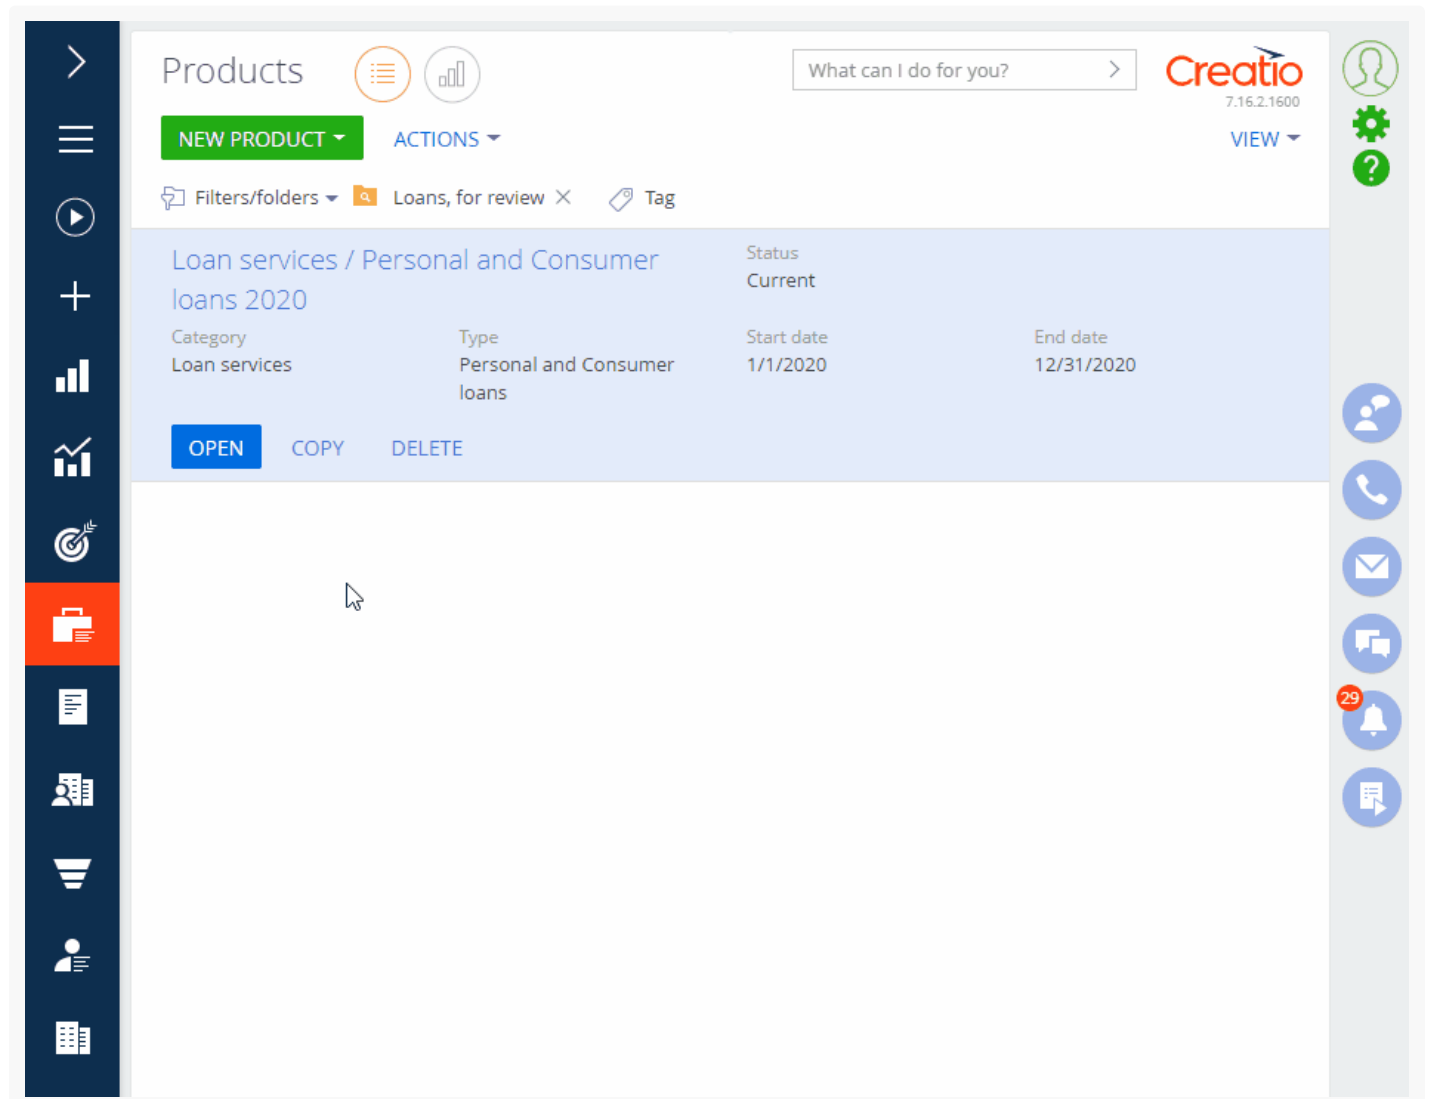 Products
What can I do for you?
Creatio
7.16.2.1600
NEW PRODUCT
ACTIONS
VIEW
Filters/folders
Loans, for review
Tag
Loan services / Personal and Consumer
loans 2020
Status
Current
Category
Loan services
Type
Personal and Consumer
loans
Start date
1/1/2020
End date
12/31/2020
OPEN
COPY
DELETE
29
?